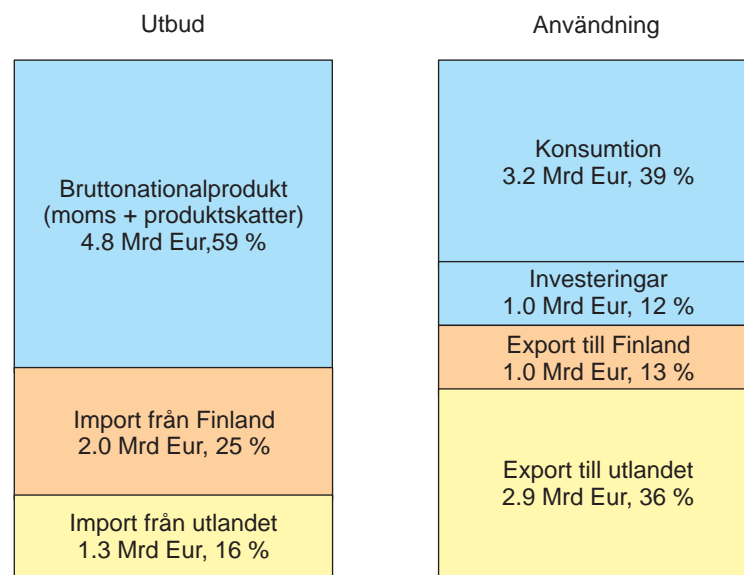 Utbud
Bruttonationalprodukt
(moms + produktskatter)
4.8 Mrd Eur,59 %
Import från Finland
2.0 Mrd Eur, 25 %
Import från utlandet
1.3 Mrd Eur, 16 %
Användning
Konsumtion
3.2 Mrd Eur, 39 %
Investeringar
1.0 Mrd Eur, 12 %
Export till Finland
1.0 Mrd Eur, 13 %
Export till utlandet
2.9 Mrd Eur, 36 %